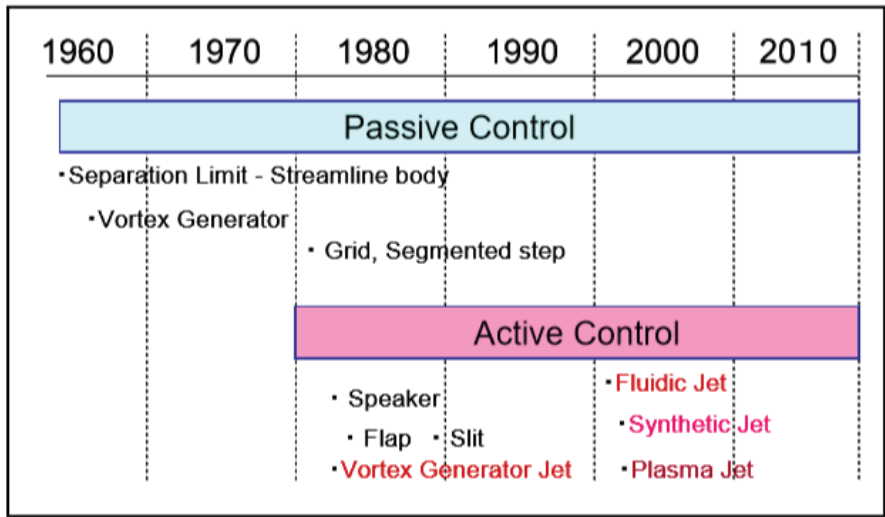 1960 1970 1980 1990 2000 2010
Passive Control
·Separation Limit - Streamline body
·Vortex Generator
· Grid, Segmented step
Active Control
·Fluidic Jet
· Speaker
·Synthetic Jet
· Flap · Slit
·Vortex Generator Jet ·Plasma Jet